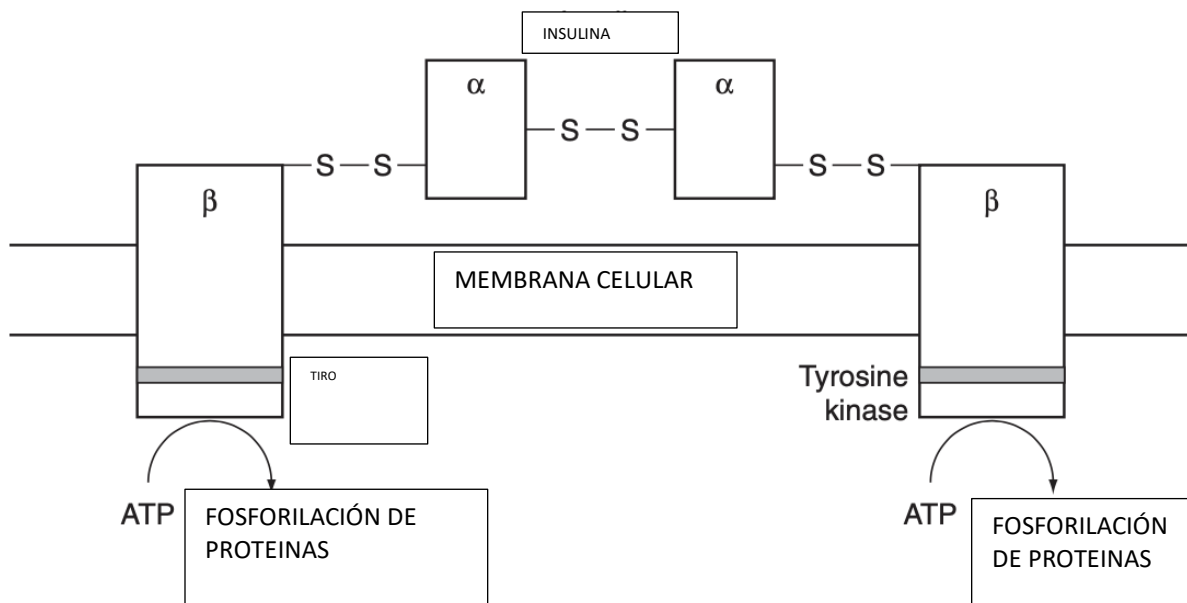 INSULINA
α
α
S S
S S
S S
β
β
MEMBRANA CELULAR
TIRO
Tyrosine
kinase
ATP
FOSFORILACIÓN DE
PROTEINAS
ATP
FOSFORILACIÓN
DE PROTEINAS